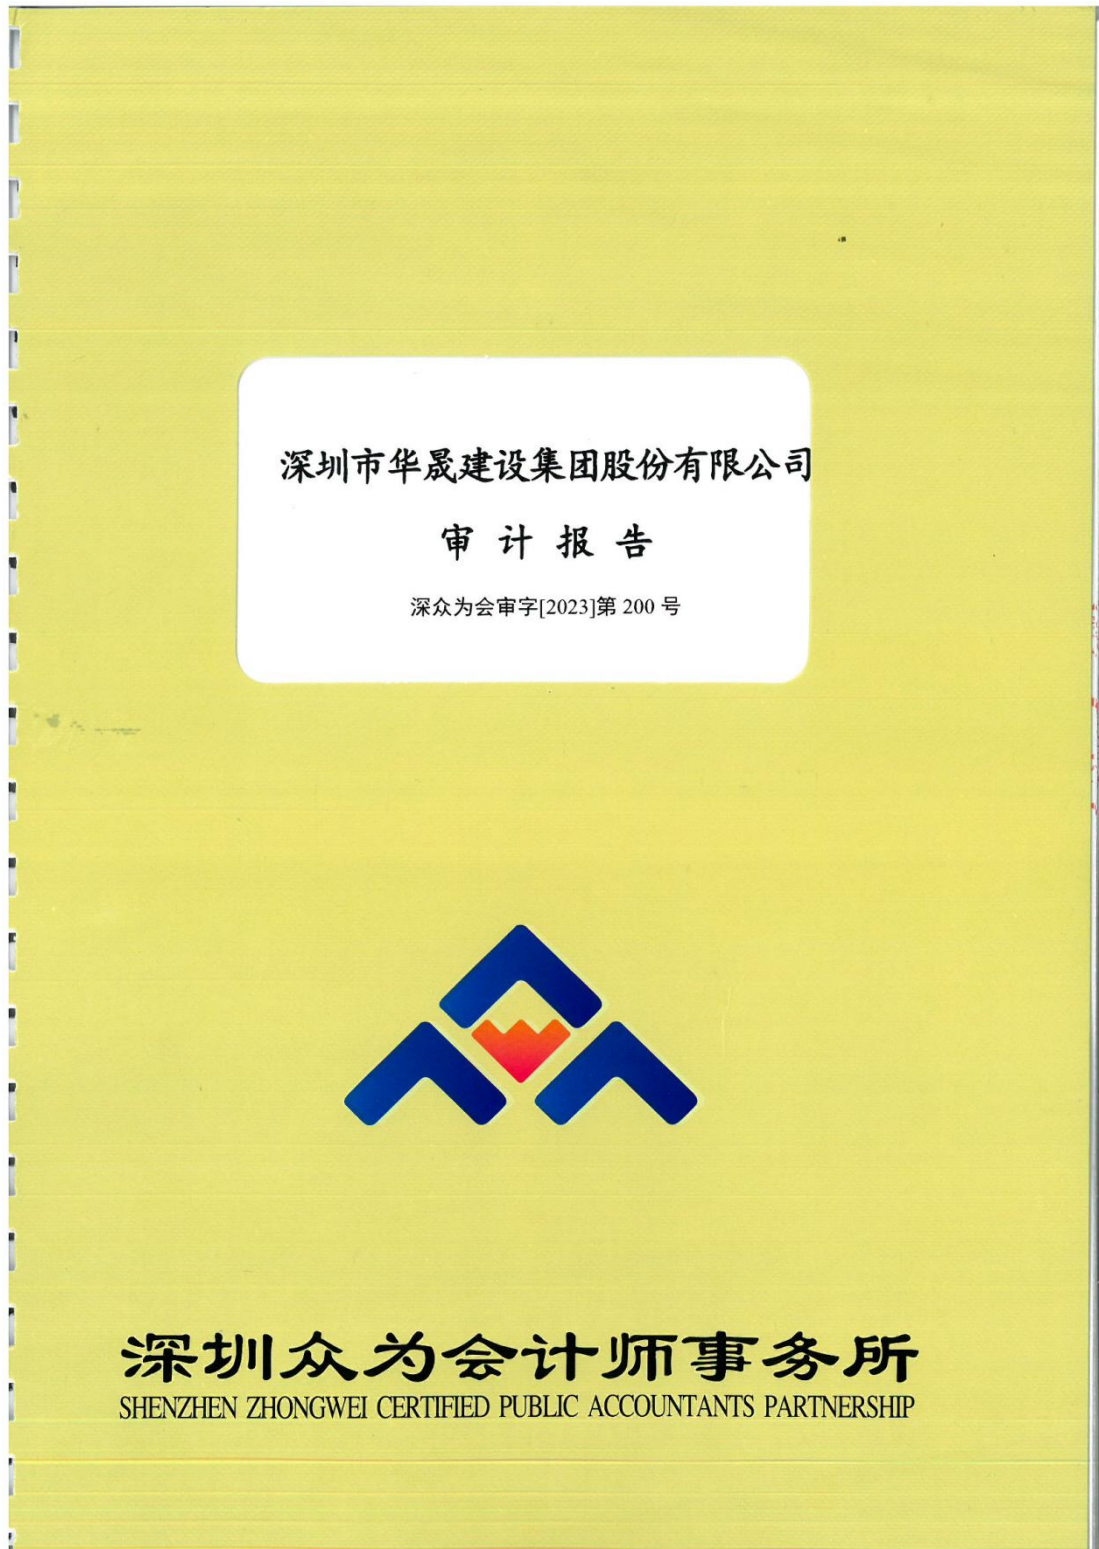 深圳市华晟建设集团股份有限公司
审计报告
深众为会审字[2023]第 200 号
深圳众为会计师事务所
SHENZHEN ZHONGWEI CERTIFIED PUBLIC ACCOUNTANTS PARTNERSHIP